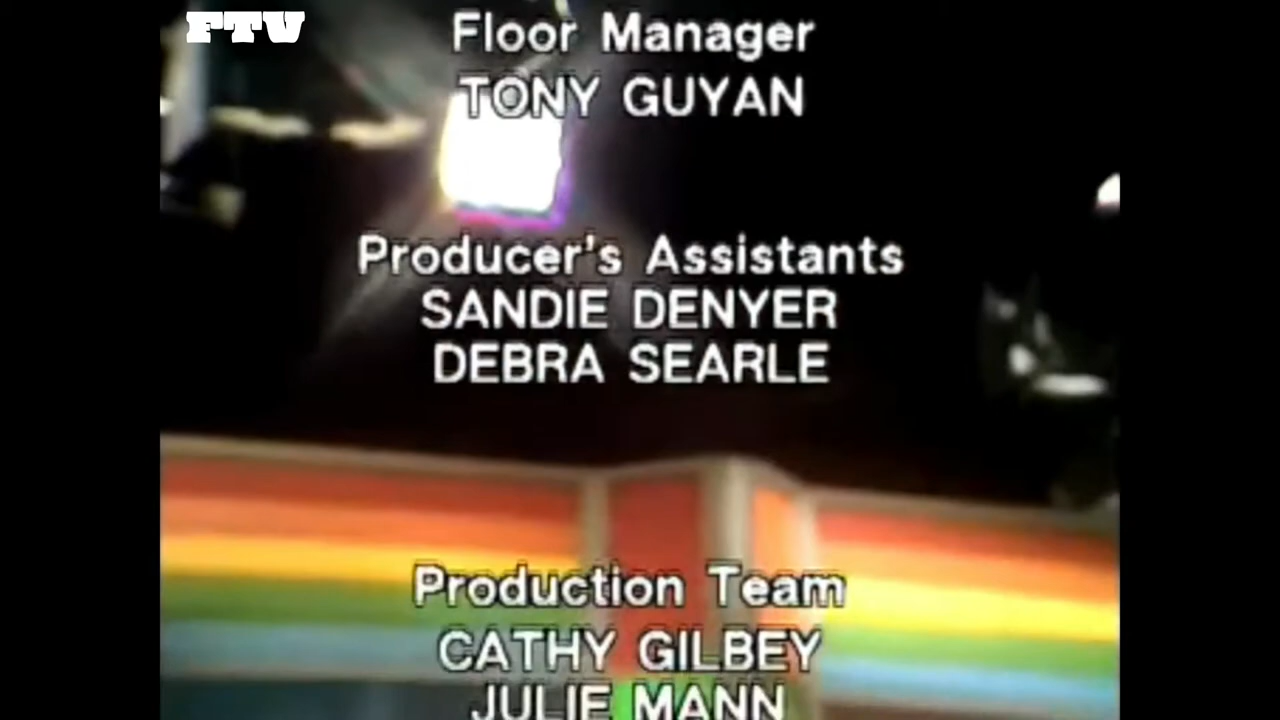 FTV
Floor Manager
TONY GUYAN
Producer's Assistants
SANDIE DENYER
DEBRA SEARLE
Production Team
CATHY GILBEY
JULIE MANN